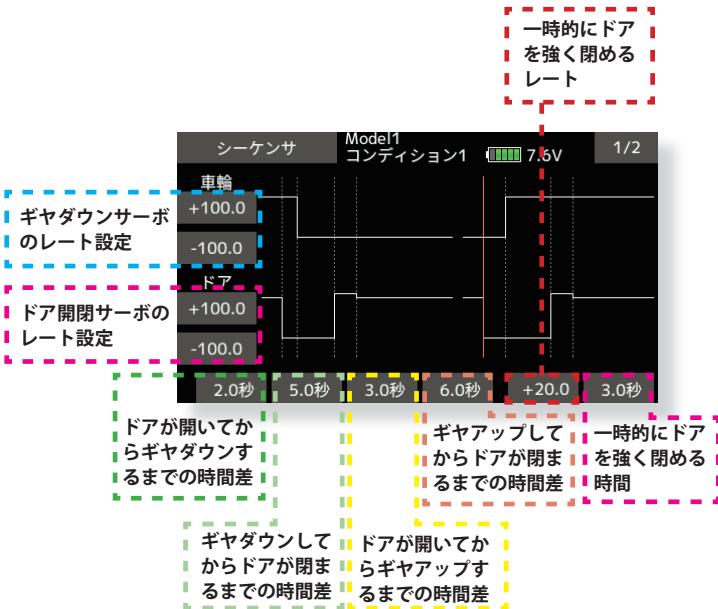 一時的にドア
を強く閉める
レート
シーケンサ
Model1
コンディション1
7.6V
1/2
車輪
+100.0
-100.0
ギヤダウンサーボ
のレート設定
ドア
+100.0
-100.0
ドア開閉サーボの
レート設定
2.0秒
5.0秒
3.0秒
6.0秒
+20.0
3.0秒
ドアが開いてか
らギヤダウンす
るまでの時間差
ギヤアップして
からドアが閉ま
るまでの時間差
一時的にドア
を強く閉める
時間
ギヤダウンして
からドアが閉ま
るまでの時間差
ドアが開いてか
らギヤアップす
るまでの時間差